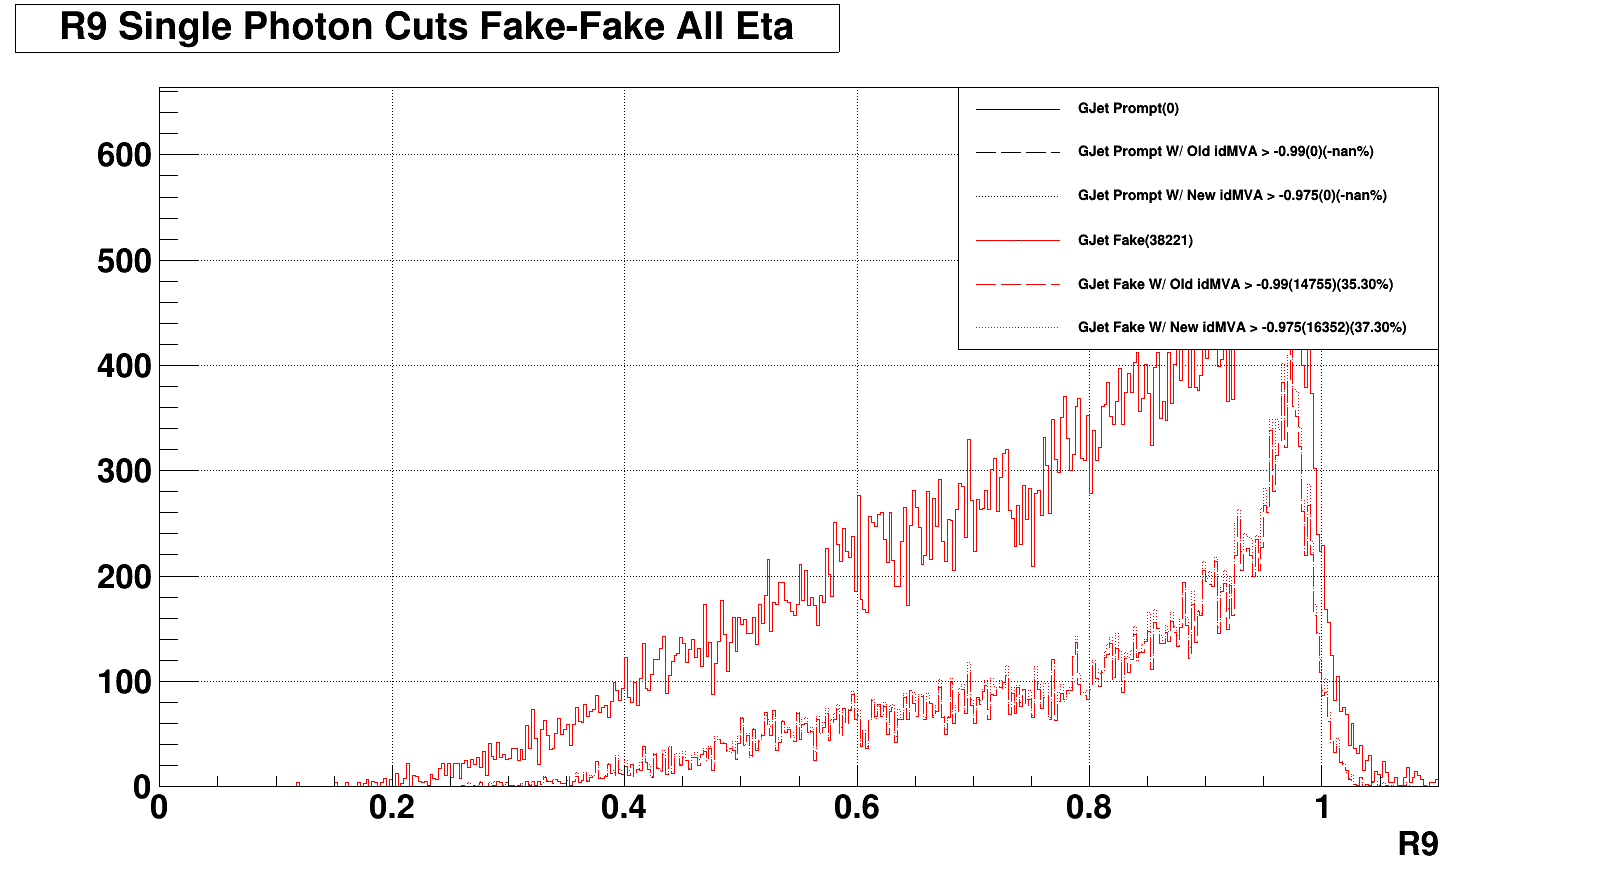 R9 Single Photon Cuts Fake-Fake All Eta
GJet Prompt(0)
GJet Prompt W/ Old idMVA > -0.99(0)(-nan%)
GJet Prompt W/ New idMVA > -0.975(0)(-nan%)
GJet Fake(38221)
GJet Fake W/ Old idMVA > -0.99(14755)(35.30%)
GJet Fake W/ New idMVA > -0.975(16352)(37.30%)
600
500
400
300
200
100
0
0 0.2 0.4 0.6 0.8 1
R9